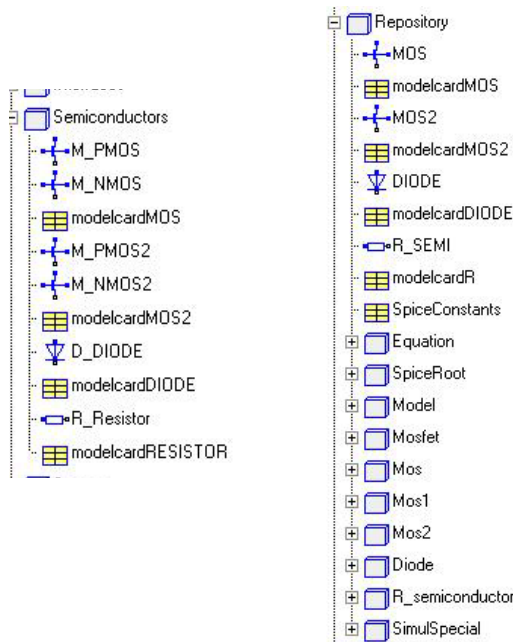 Semiconductors
M_PMOS
M_NMOS
modelcardMOS
M_PMOS2
M_NMOS2
modelcardMOS2
D_DIODE
modelcardDIODE
R_Resistor
modelcardRESISTOR
Repository
MOS
modelcardMOS
MOS2
modelcardMOS2
DIODE
modelcardDIODE
R_SEMI
modelcardR
SpiceConstants
Equation
SpiceRoot
Model
Mosfet
Mos
Mos1
Mos2
Diode
R_semiconductor
SimulSpecial